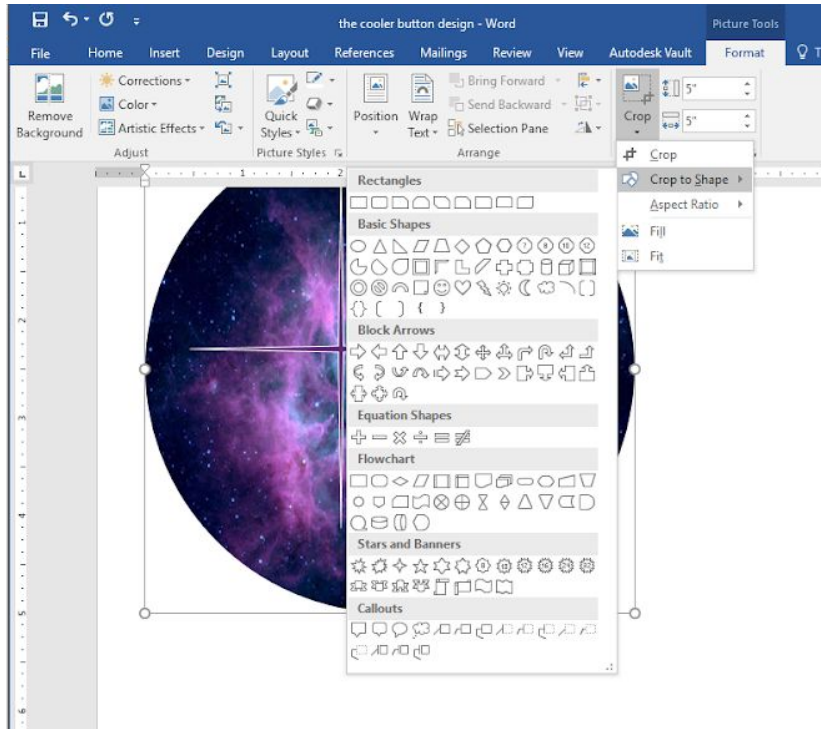 the cooler button design - Word
Picture Tools
File Home Insert Design Layout References Mailings Review View Autodesk Vault Format
Remove Background
Corrections
Color
Artistic Effects
Adjust
Quick Styles
Picture Styles
Position
Wrap Text
Bring Forward
Send Backward
Selection Pane
Arrange
Crop
5"
5"
Crop
Crop to Shape
Aspect Ratio
Fill
Fit
Rectangles
Basic Shapes
Block Arrows
Equation Shapes
Flowchart
Stars and Banners
Callouts